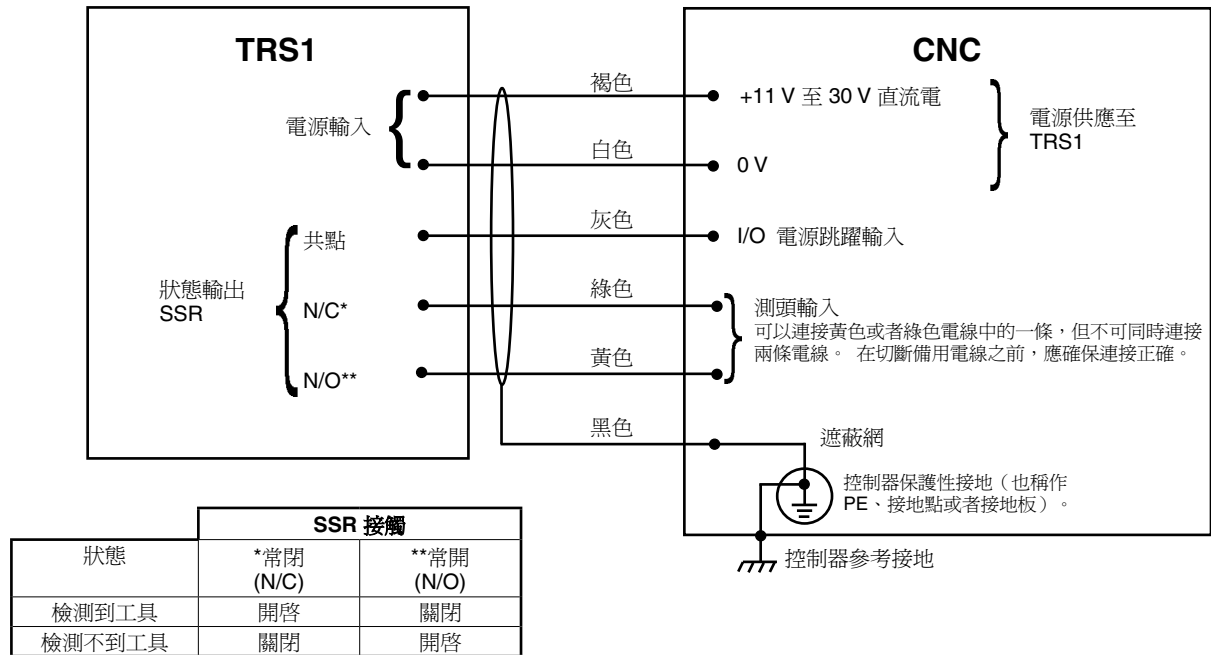 TRS1
CNC
褐色
+11 V 至 30 V 直流電
電源輸入
電源供應至
TRS1
白色
0 V
灰色
共點
I/O 電源跳躍輸入
狀態輸出
SSR
綠色
N/C*
測頭輸入
可以連接黃色或者綠色電線中的一條，但不可同時連接
兩條電線。 在切斷備用電線之前，應確保連接正確。
黃色
N/O**
黑色
遮蔽網
控制器保護性接地（也稱作
PE、接地點或者接地板）。
控制器參考接地
SSR 接觸
狀態 *常閉 **常開
(N/C) (N/O)
檢測到工具 開啓 關閉
檢測不到工具 關閉 開啓